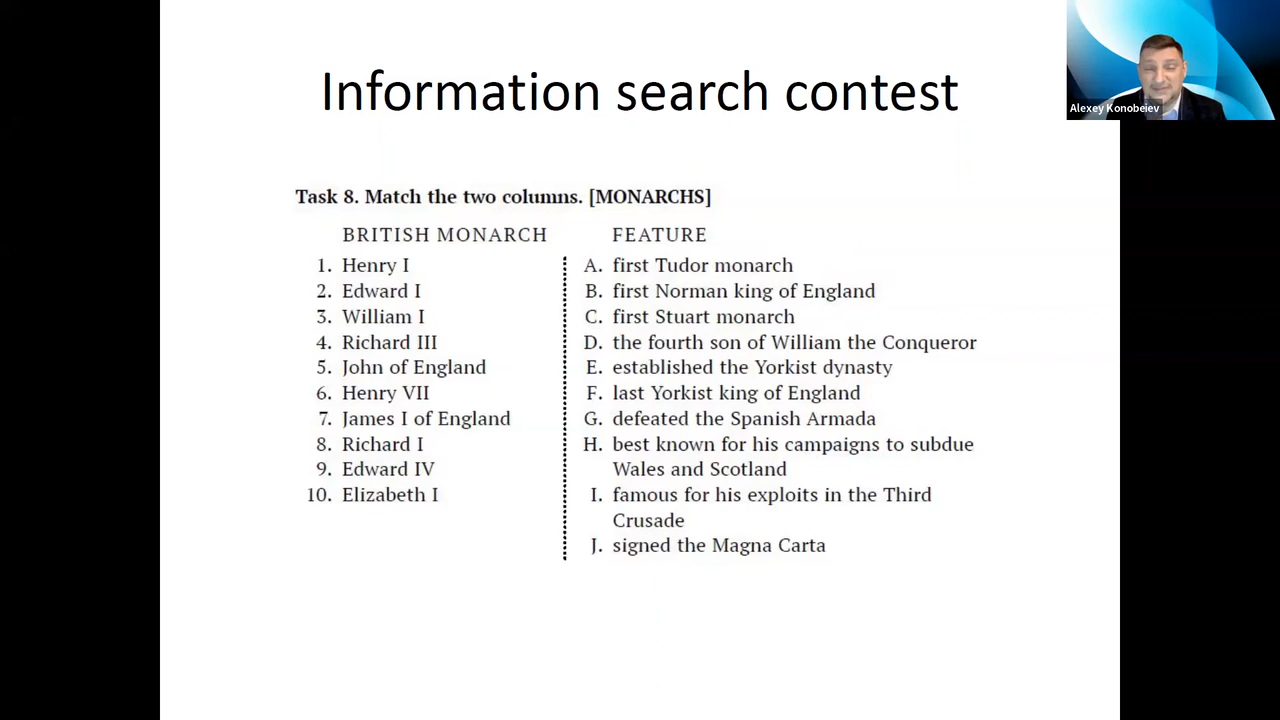 Information search contest
Alexey Konobeiev
Task 8. Match the two columns. [MONARCHS]
BRITISH MONARCH
1. Henry I
2. Edward I
3. William I
4. Richard III
5. John of England
6. Henry VII
7. James I of England
8. Richard I
9. Edward IV
10. Elizabeth I
FEATURE
A. first Tudor monarch
B. first Norman king of England
C. first Stuart monarch
D. the fourth son of William the Conqueror
E. established the Yorkist dynasty
F. last Yorkist king of England
G. defeated the Spanish Armada
H. best known for his campaigns to subdue
Wales and Scotland
I. famous for his exploits in the Third
Crusade
J. signed the Magna Carta